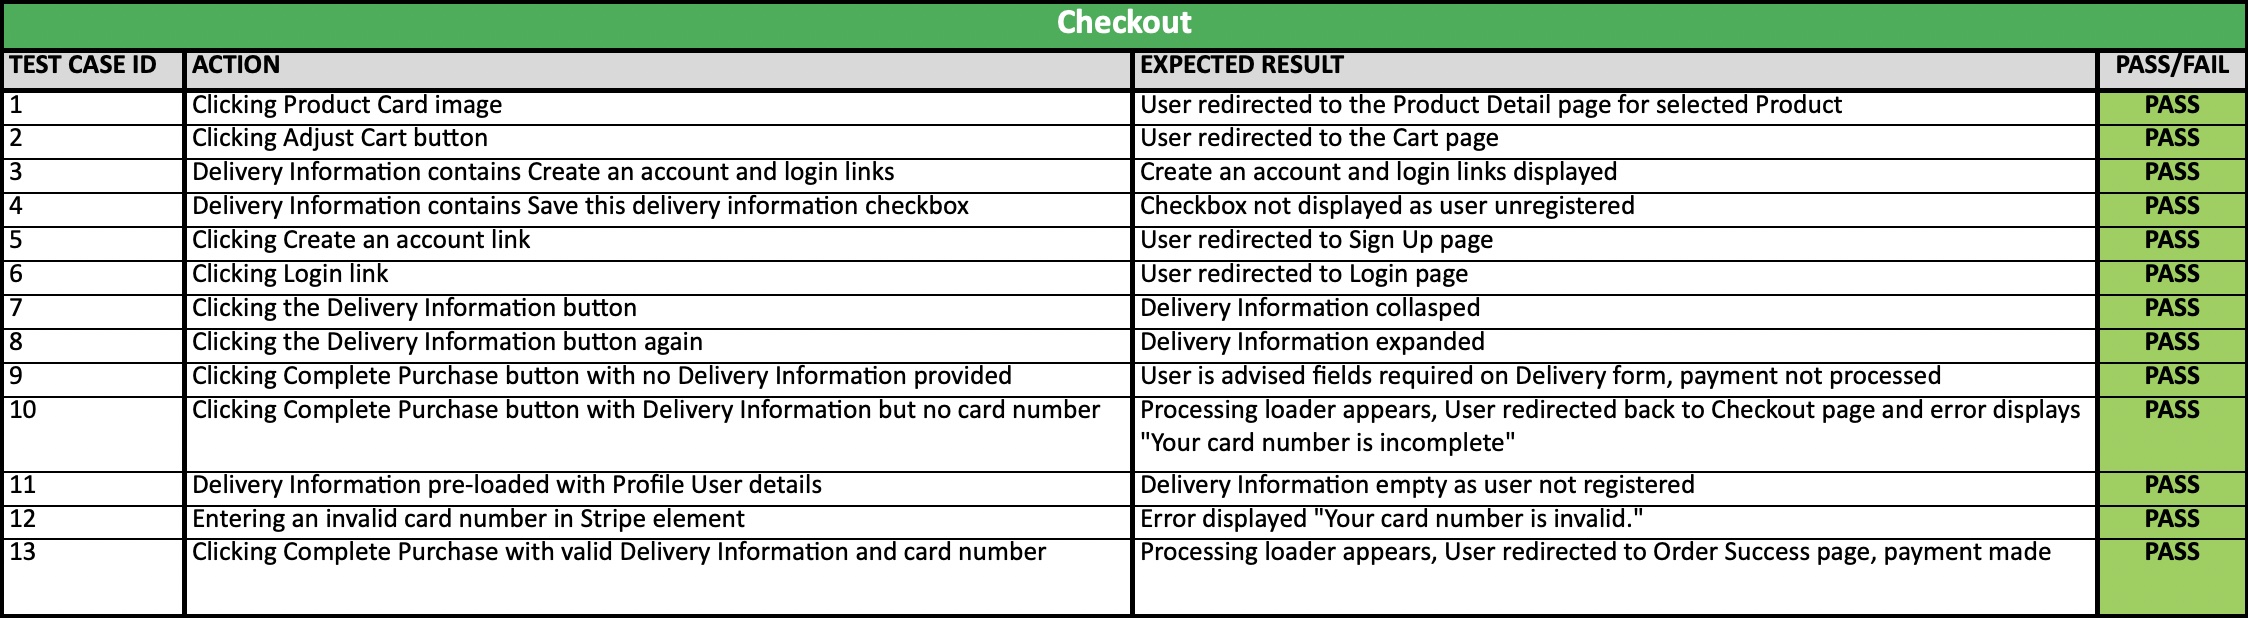 Checkout
TEST CASE ID ACTION EXPECTED RESULT PASS/FAIL
1 Clicking Product Card image User redirected to the Product Detail page for selected Product PASS
2 Clicking Adjust Cart button User redirected to the Cart page PASS
3 Delivery Information contains Create an account and login links Create an account and login links displayed PASS
4 Delivery Information contains Save this delivery information checkbox Checkbox not displayed as user unregistered PASS
5 Clicking Create an account link User redirected to Sign Up page PASS
6 Clicking Login link User redirected to Login page PASS
7 Clicking the Delivery Information button Delivery Information collasped PASS
8 Clicking the Delivery Information button again Delivery Information expanded PASS
9 Clicking Complete Purchase button with no Delivery Information provided User is advised fields required on Delivery form, payment not processed PASS
10 Clicking Complete Purchase button with Delivery Information but no card number Processing loader appears, User redirected back to Checkout page and error displays PASS
"Your card number is incomplete"
11 Delivery Information pre-loaded with Profile User details Delivery Information empty as user not registered PASS
12 Entering an invalid card number in Stripe element Error displayed "Your card number is invalid." PASS
13 Clicking Complete Purchase with valid Delivery Information and card number Processing loader appears, User redirected to Order Success page, payment made PASS